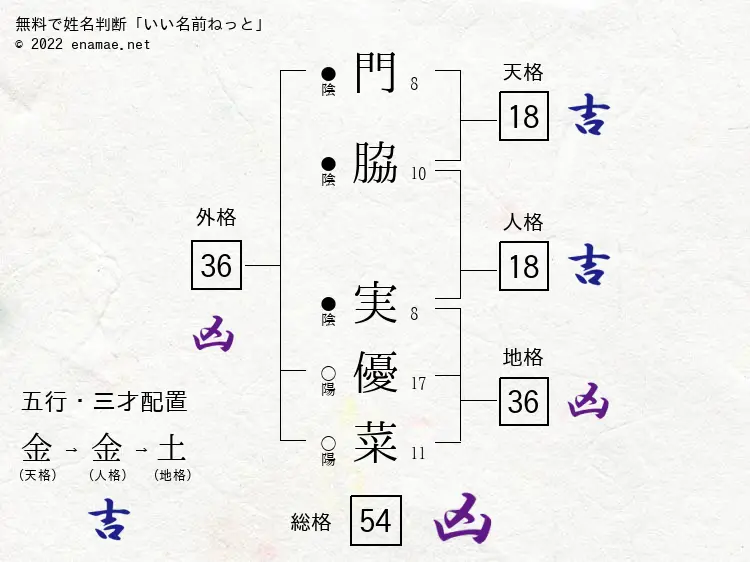 無料で姓名判断「いい名前ねっと」
© 2022 enamae.net
●陰 門 8
●陰 脇 10
●陰 実 8
○陽 優 17
○陽 菜 11
天格
18 吉
人格
18 吉
地格
36 凶
外格
36
凶
五行・三才配置
金→金→土
(天格) (人格) (地格)
吉
総格 54 凶